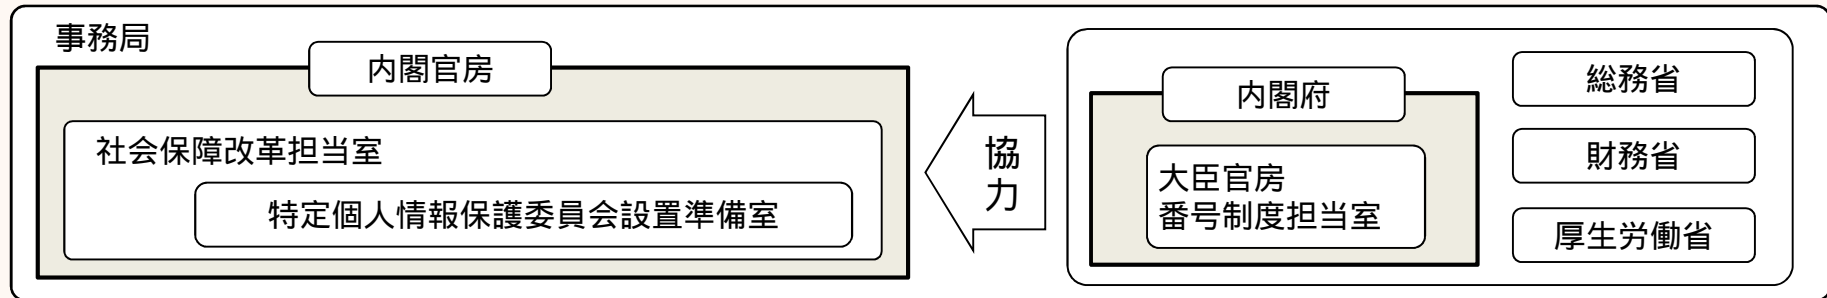 事務局
内閣官房
社会保障改革担当室
特定個人情報保護委員会設置準備室
協
力
内閣府
大臣官房
番号制度担当室
総務省
財務省
厚生労働省